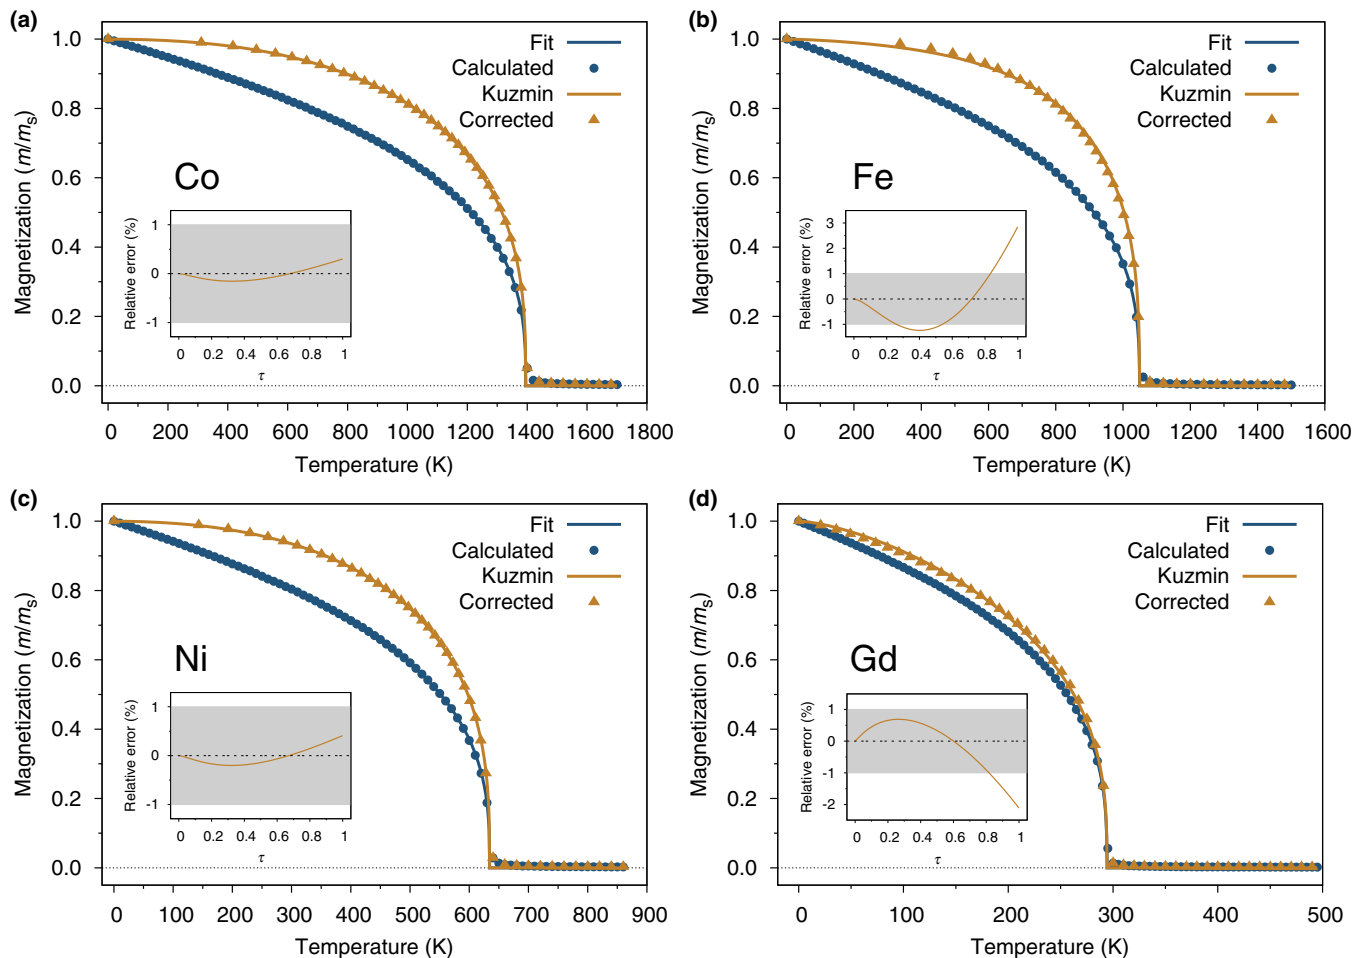 (a)
1.0
0.8
0.6
0.4
0.2
0.0
Magnetization (m/ms)
Fit
Calculated
Kuzmin
Corrected
Co
Relative error (%)
1
0
-1
0 0.2 0.4 0.6 0.8 1
τ
0 200 400 600 800 1000 1200 1400 1600 1800
Temperature (K)
(b)
1.0
0.8
0.6
0.4
0.2
0.0
Magnetization (m/ms)
Fit
Calculated
Kuzmin
Corrected
Fe
Relative error (%)
3
2
1
0
-1
0 0.2 0.4 0.6 0.8 1
τ
0 200 400 600 800 1000 1200 1400 1600
Temperature (K)
(c)
1.0
0.8
0.6
0.4
0.2
0.0
Magnetization (m/ms)
Fit
Calculated
Kuzmin
Corrected
Ni
Relative error (%)
1
0
-1
0 0.2 0.4 0.6 0.8 1
τ
0 100 200 300 400 500 600 700 800 900
Temperature (K)
(d)
1.0
0.8
0.6
0.4
0.2
0.0
Magnetization (m/ms)
Fit
Calculated
Kuzmin
Corrected
Gd
Relative error (%)
1
0
-1
-2
0 0.2 0.4 0.6 0.8 1
τ
0 100 200 300 400 500
Temperature (K)